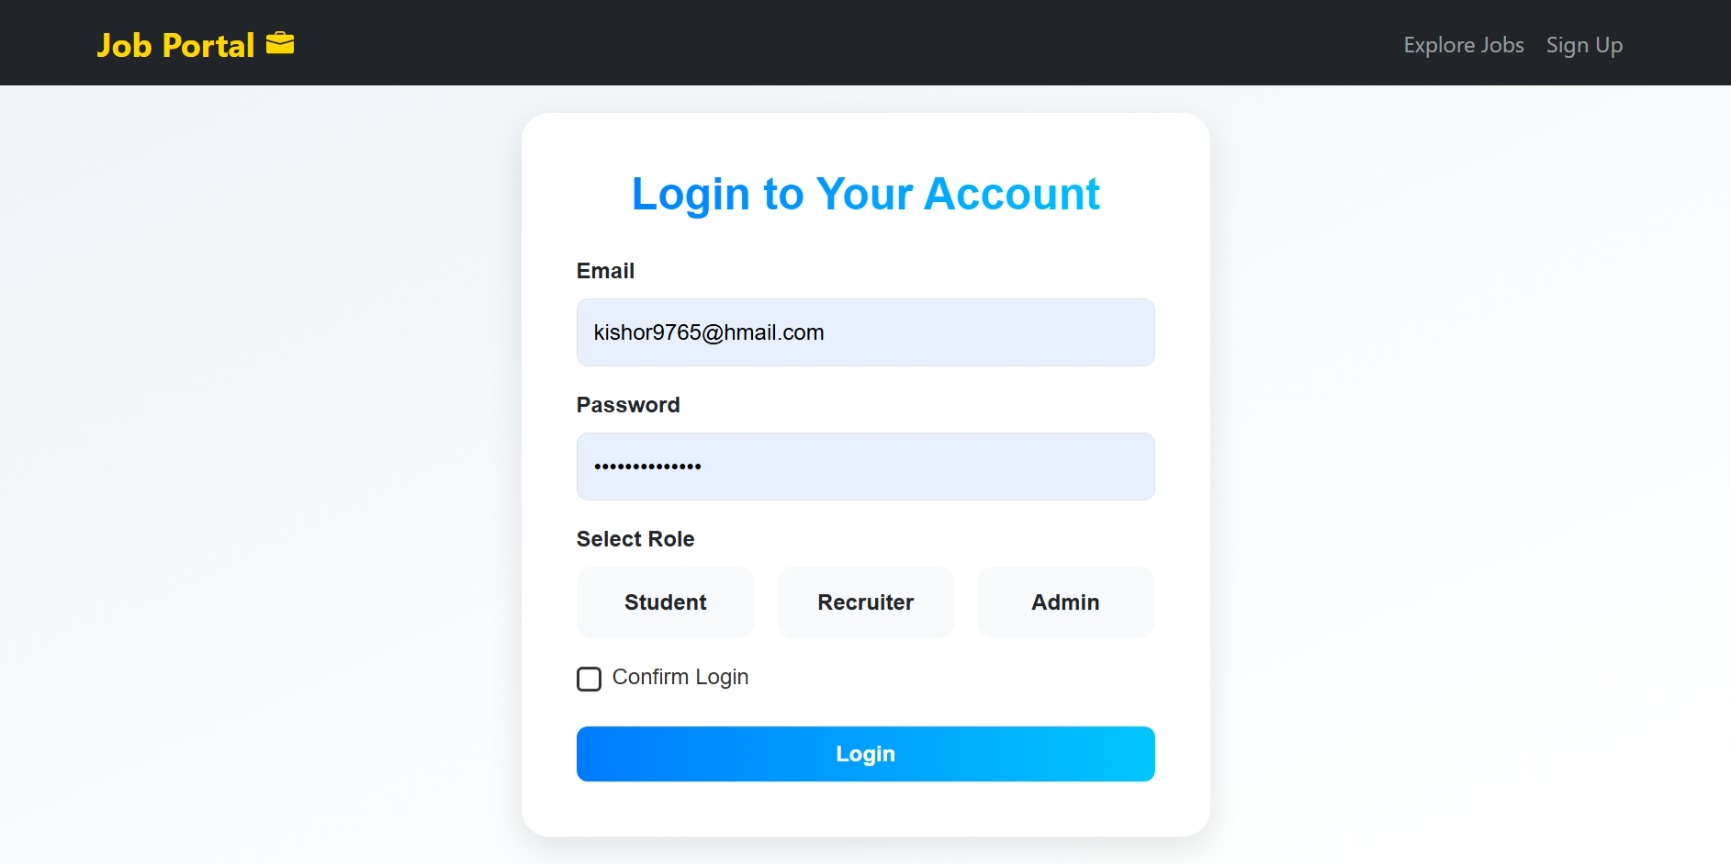 Job Portal
Explore Jobs Sign Up
Login to Your Account
Email
kishor9765@hmail.com
Password
••••••••••••••
Select Role
Student Recruiter Admin
Confirm Login
Login